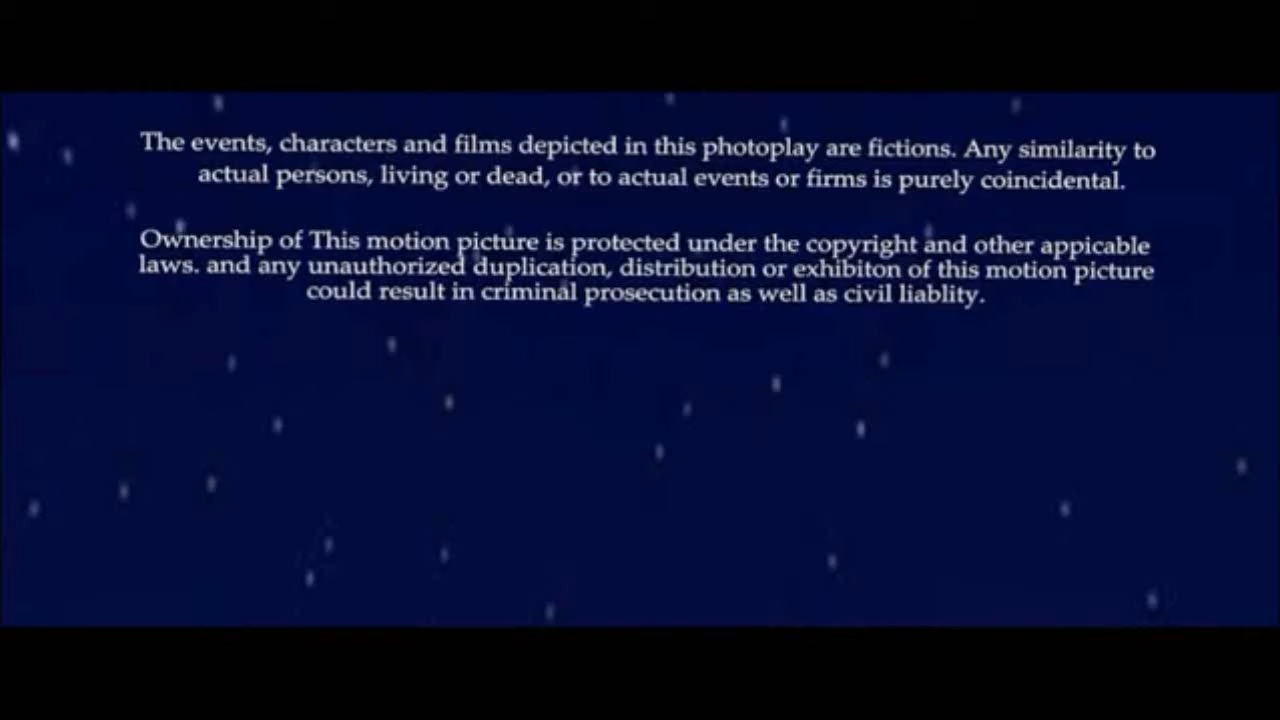 The events, characters and films depicted in this photoplay are fictions. Any similarity to
actual persons, living or dead, or to actual events or firms is purely coincidental.
Ownership of This motion picture is protected under the copyright and other appicable
laws. and any unauthorized duplication, distribution or exhibiton of this motion picture
could result in criminal prosecution as well as civil liablity.